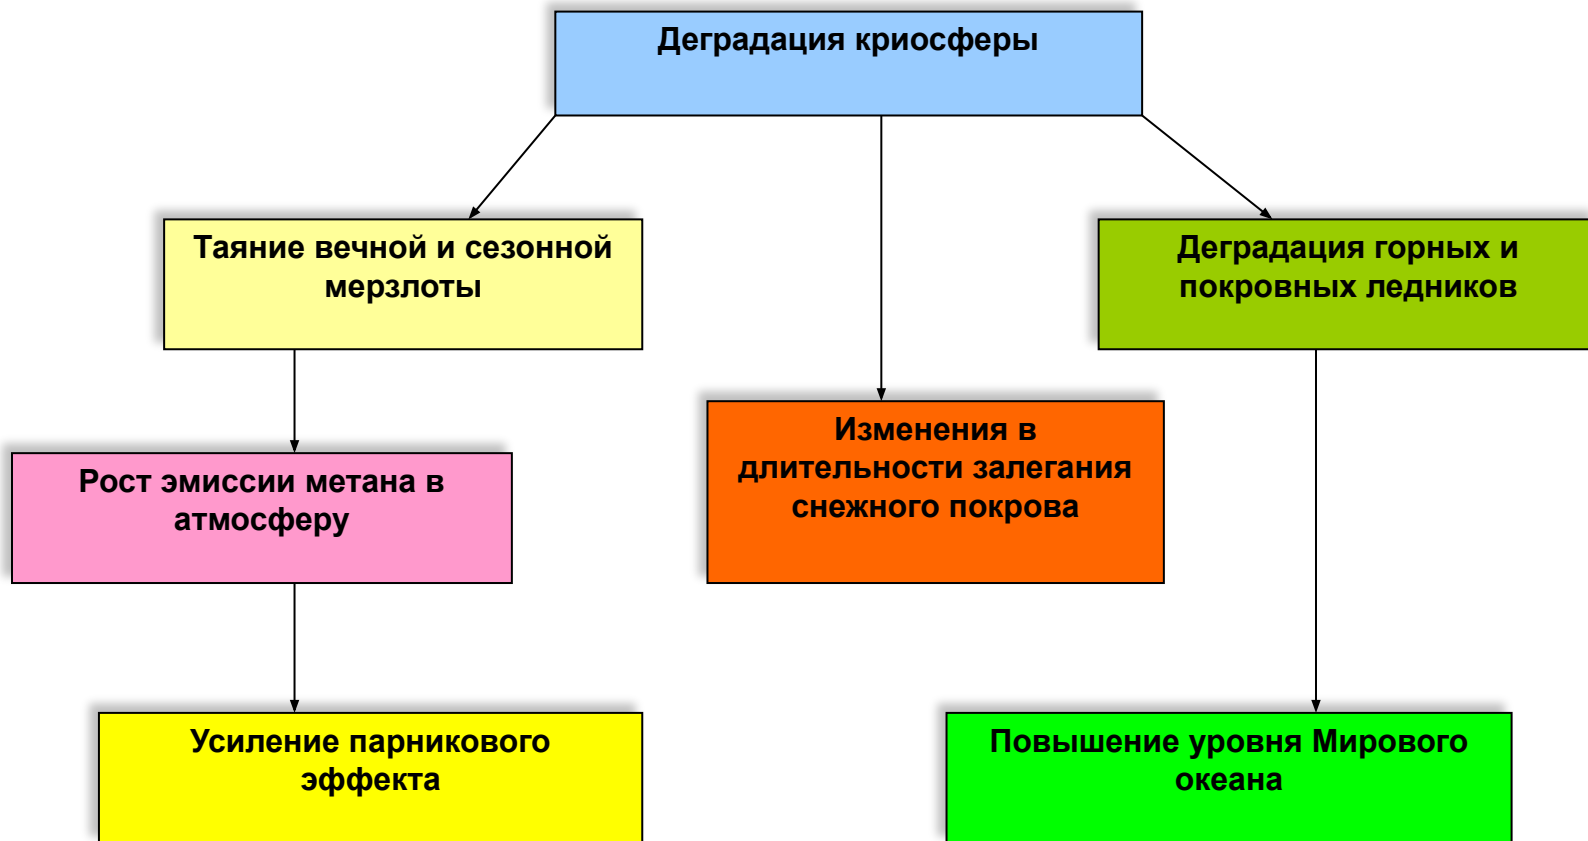 Деградация криосферы
Таяние вечной и сезонной
мерзлоты
Деградация горных и
покровных ледников
Изменения в
длительности залегания
снежного покрова
Рост эмиссии метана в
атмосферу
Усиление парникового
эффекта
Повышение уровня Мирового
океана